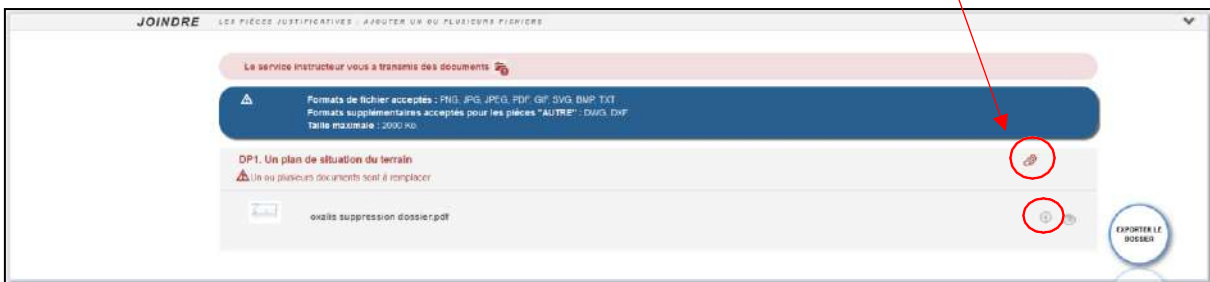 JOINDRE LES PIÈCES JUSTIFICATIVES : AJOUTER UN OU PLUSIEURS FICHIERS
Le service instructeur vous a transmis des documents
Formats de fichier acceptés : PNG, JPG, JPEG, PDF, GIF, SVG, BMP, TXT
Formats supplémentaires acceptés pour les pièces "AUTRE" : DWG, DXF
Taille maximale : 2000 Ko
DP1. Un plan de situation du terrain
Un ou plusieurs documents sont à remplacer
oxalis suppression dossier.pdf
EXPORTER LE
DOSSIER